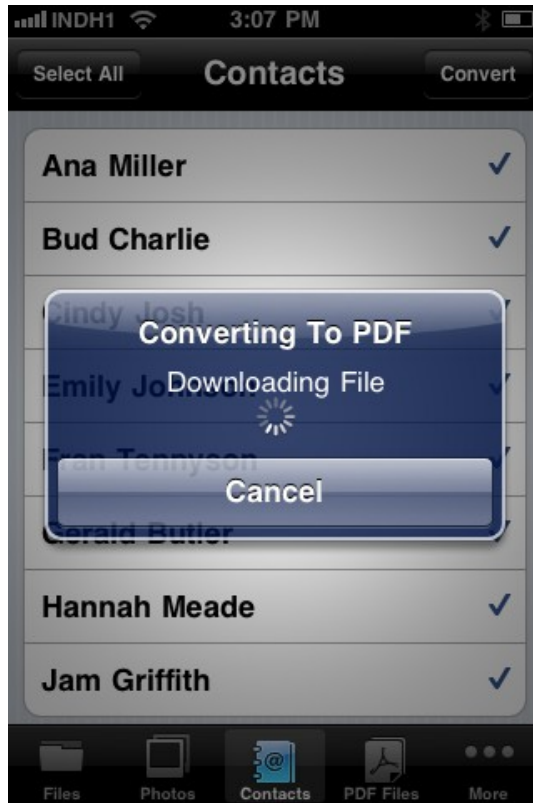 INDH1 3:07 PM
Select All Contacts Convert
Ana Miller
Bud Charlie
Cindy Josh
Converting To PDF
Emily Johnson
Downloading File
Fran Tennyson
Cancel
Gerald Butler
Hannah Meade
Jam Griffith
Files Photos Contacts PDF Files More